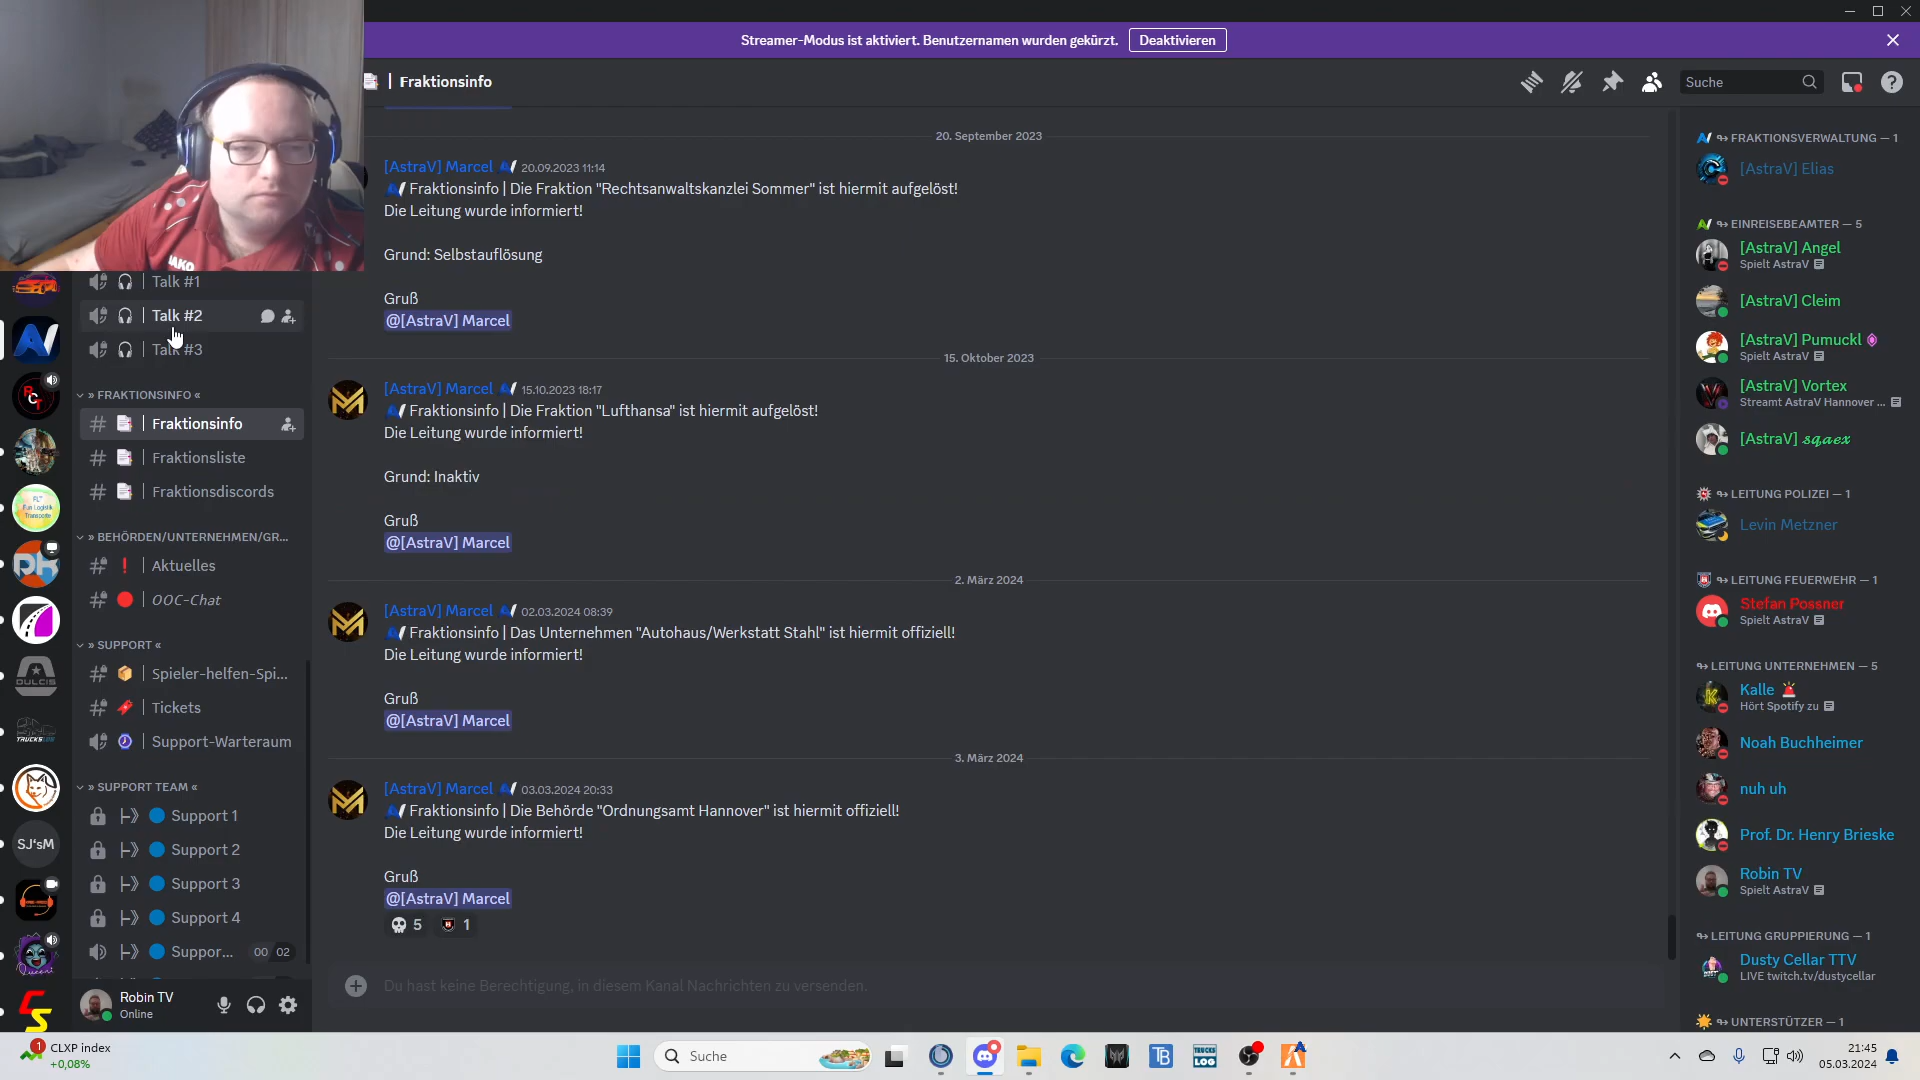 Streamer-Modus ist aktiviert. Benutzernamen wurden gekürzt. Deaktivieren
| Fraktionsinfo
Suche
JAKO
Talk #1
Talk #2
Talk #3
» FRAKTIONSINFO «
Fraktionsinfo
Fraktionsliste
Fraktionsdiscords
» BEHÖRDEN/UNTERNEHMEN/GR...
Aktuelles
OOC-Chat
» SUPPORT «
Spieler-helfen-Spi...
Tickets
Support-Warteraum
» SUPPORT TEAM «
Support 1
Support 2
Support 3
Support 4
Suppor... 00 02
Robin TV
Online
DULCIS
SJ'sM
20. September 2023
[AstraV] Marcel 20.09.2023 11:14
Fraktionsinfo | Die Fraktion "Rechtsanwaltskanzlei Sommer" ist hiermit aufgelöst!
Die Leitung wurde informiert!
Grund: Selbstauflösung
Gruß
@[AstraV] Marcel
15. Oktober 2023
[AstraV] Marcel 15.10.2023 18:17
Fraktionsinfo | Die Fraktion "Lufthansa" ist hiermit aufgelöst!
Die Leitung wurde informiert!
Grund: Inaktiv
Gruß
@[AstraV] Marcel
2. März 2024
[AstraV] Marcel 02.03.2024 08:39
Fraktionsinfo | Das Unternehmen "Autohaus/Werkstatt Stahl" ist hiermit offiziell!
Die Leitung wurde informiert!
Gruß
@[AstraV] Marcel
3. März 2024
[AstraV] Marcel 03.03.2024 20:33
Fraktionsinfo | Die Behörde "Ordnungsamt Hannover" ist hiermit offiziell!
Die Leitung wurde informiert!
Gruß
@[AstraV] Marcel
5 1
Du hast keine Berechtigung, in diesem Kanal Nachrichten zu versenden.
FRAKTIONSVERWALTUNG — 1
[AstraV] Elias
EINREISEBEAMTER — 5
[AstraV] Angel
Spielt AstraV
[AstraV] Cleim
[AstraV] Pumuckl
Spielt AstraV
[AstraV] Vortex
Streamt AstraV Hannover ...
[AstraV] 𝓼𝓺𝓪𝓮𝔁
LEITUNG POLIZEI — 1
Levin Metzner
LEITUNG FEUERWEHR — 1
Stefan Possner
Spielt AstraV
LEITUNG UNTERNEHMEN — 5
Kalle
Hört Spotify zu
Noah Buchheimer
nuh uh
Prof. Dr. Henry Brieske
Robin TV
Spielt AstraV
LEITUNG GRUPPIERUNG — 1
Dusty Cellar TTV
LIVE twitch.tv/dustycellar
UNTERSTÜTZER — 1
1
CLXP index
+0,08%
Suche
TB
TRUCKS LOG
21:45
05.03.2024